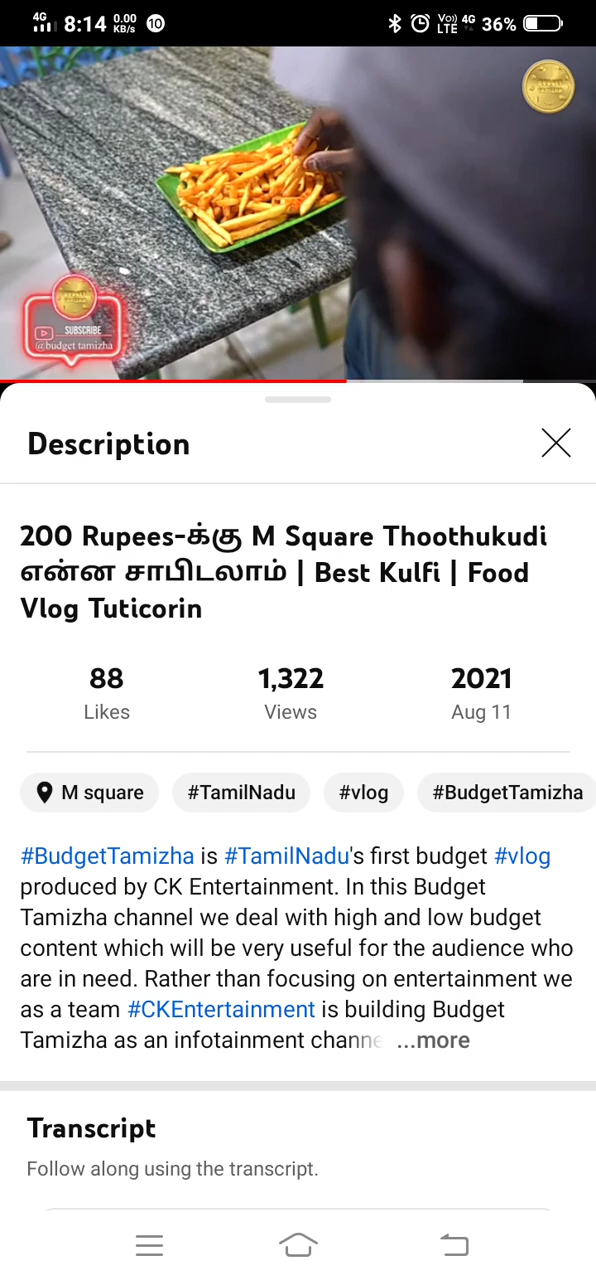 4G 8:14 0.00 KB/s 10 Vo)) LTE 4G 36%
SUBSCRIBE
@budget tamizha
Description
200 Rupees-க்கு M Square Thoothukudi
என்ன சாபிடலாம் | Best Kulfi | Food
Vlog Tuticorin
88 1,322 2021
Likes Views Aug 11
M square #TamilNadu #vlog #BudgetTamizha
#BudgetTamizha is #TamilNadu's first budget #vlog
produced by CK Entertainment. In this Budget
Tamizha channel we deal with high and low budget
content which will be very useful for the audience who
are in need. Rather than focusing on entertainment we
as a team #CKEntertainment is building Budget
Tamizha as an infotainment channe ...more
Transcript
Follow along using the transcript.